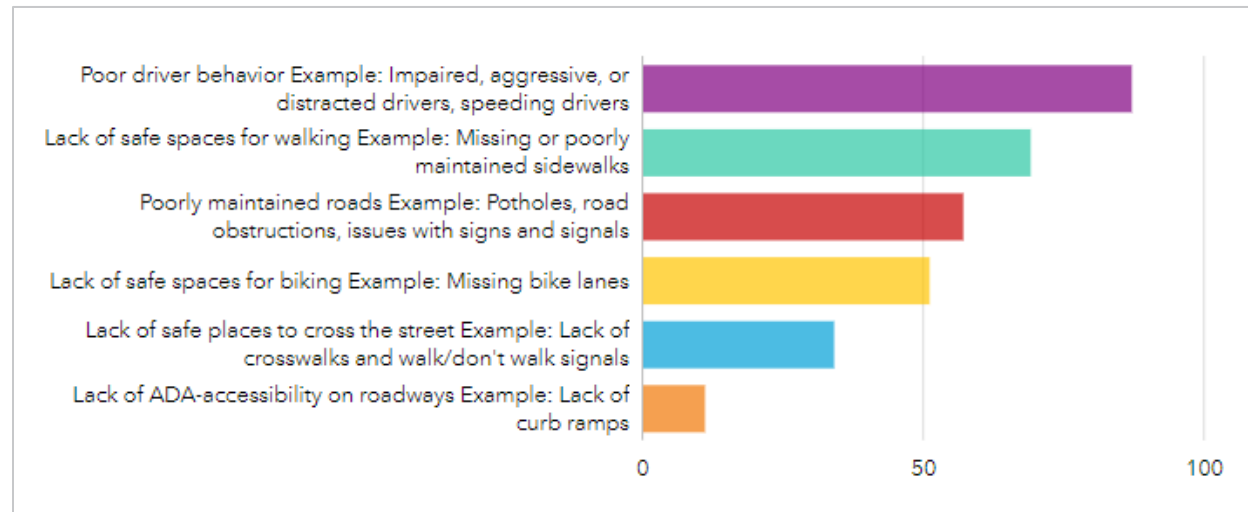 Poor driver behavior Example: Impaired, aggressive, or
distracted drivers, speeding drivers
Lack of safe spaces for walking Example: Missing or poorly
maintained sidewalks
Poorly maintained roads Example: Potholes, road
obstructions, issues with signs and signals
Lack of safe spaces for biking Example: Missing bike lanes
Lack of safe places to cross the street Example: Lack of
crosswalks and walk/don't walk signals
Lack of ADA-accessibility on roadways Example: Lack of
curb ramps
0 50 100